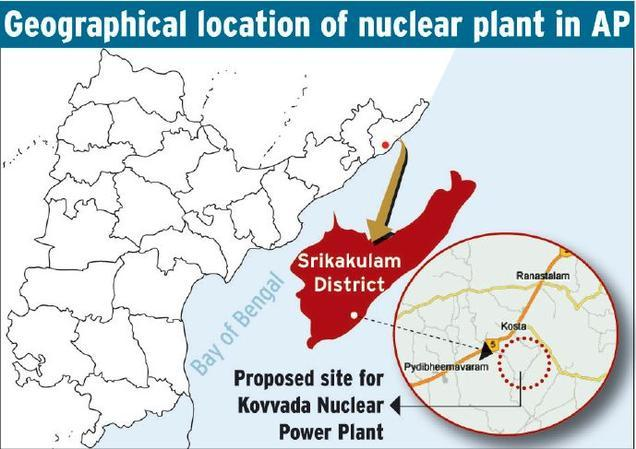 Geographical location of nuclear plant in AP
Srikakulam
District
Bay of Bengal
Ranastalam
Kosta
5
Pydibheemavaram
Proposed site for
Kovvada Nuclear
Power Plant